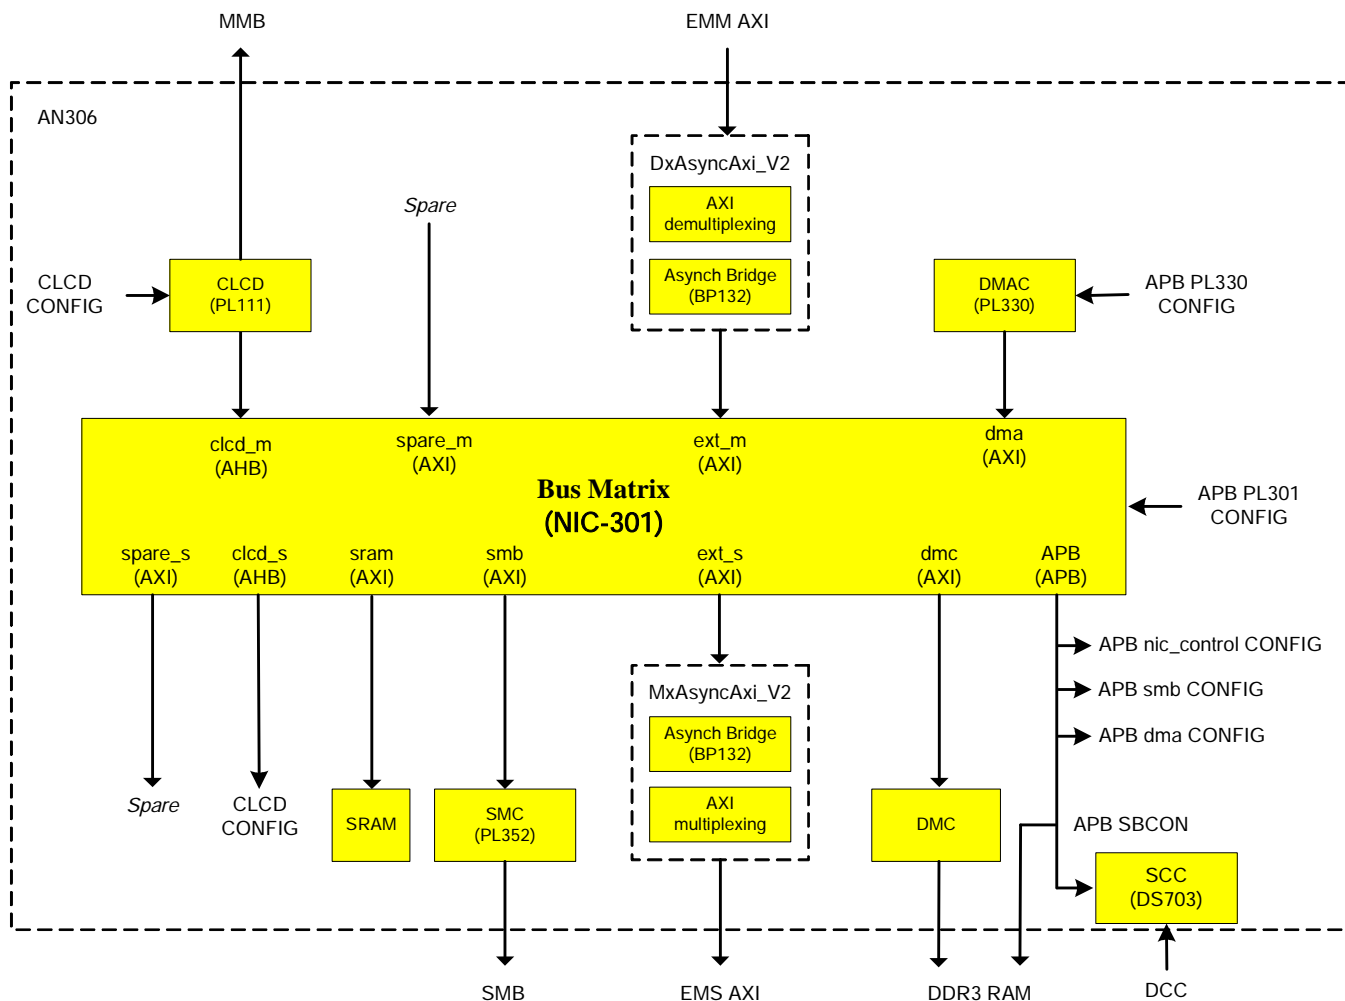 MMB
EMM AXI
AN306
DxAsyncAxi_V2
AXI
demultiplexing
Spare
Asynch Bridge
(BP132)
CLCD
CONFIG
CLCD
(PL111)
DMAC
(PL330)
APB PL330
CONFIG
clcd_m
(AHB)
spare_m
(AXI)
ext_m
(AXI)
dma
(AXI)
Bus Matrix
(NIC-301)
APB PL301
CONFIG
spare_s
(AXI)
clcd_s
(AHB)
sram
(AXI)
smb
(AXI)
ext_s
(AXI)
dmc
(AXI)
APB
(APB)
APB nic_control CONFIG
APB smb CONFIG
APB dma CONFIG
MxAsyncAxi_V2
Asynch Bridge
(BP132)
AXI
multiplexing
Spare
CLCD
CONFIG
SRAM
SMC
(PL352)
DMC
APB SBCON
SCC
(DS703)
SMB
EMS AXI
DDR3 RAM
DCC